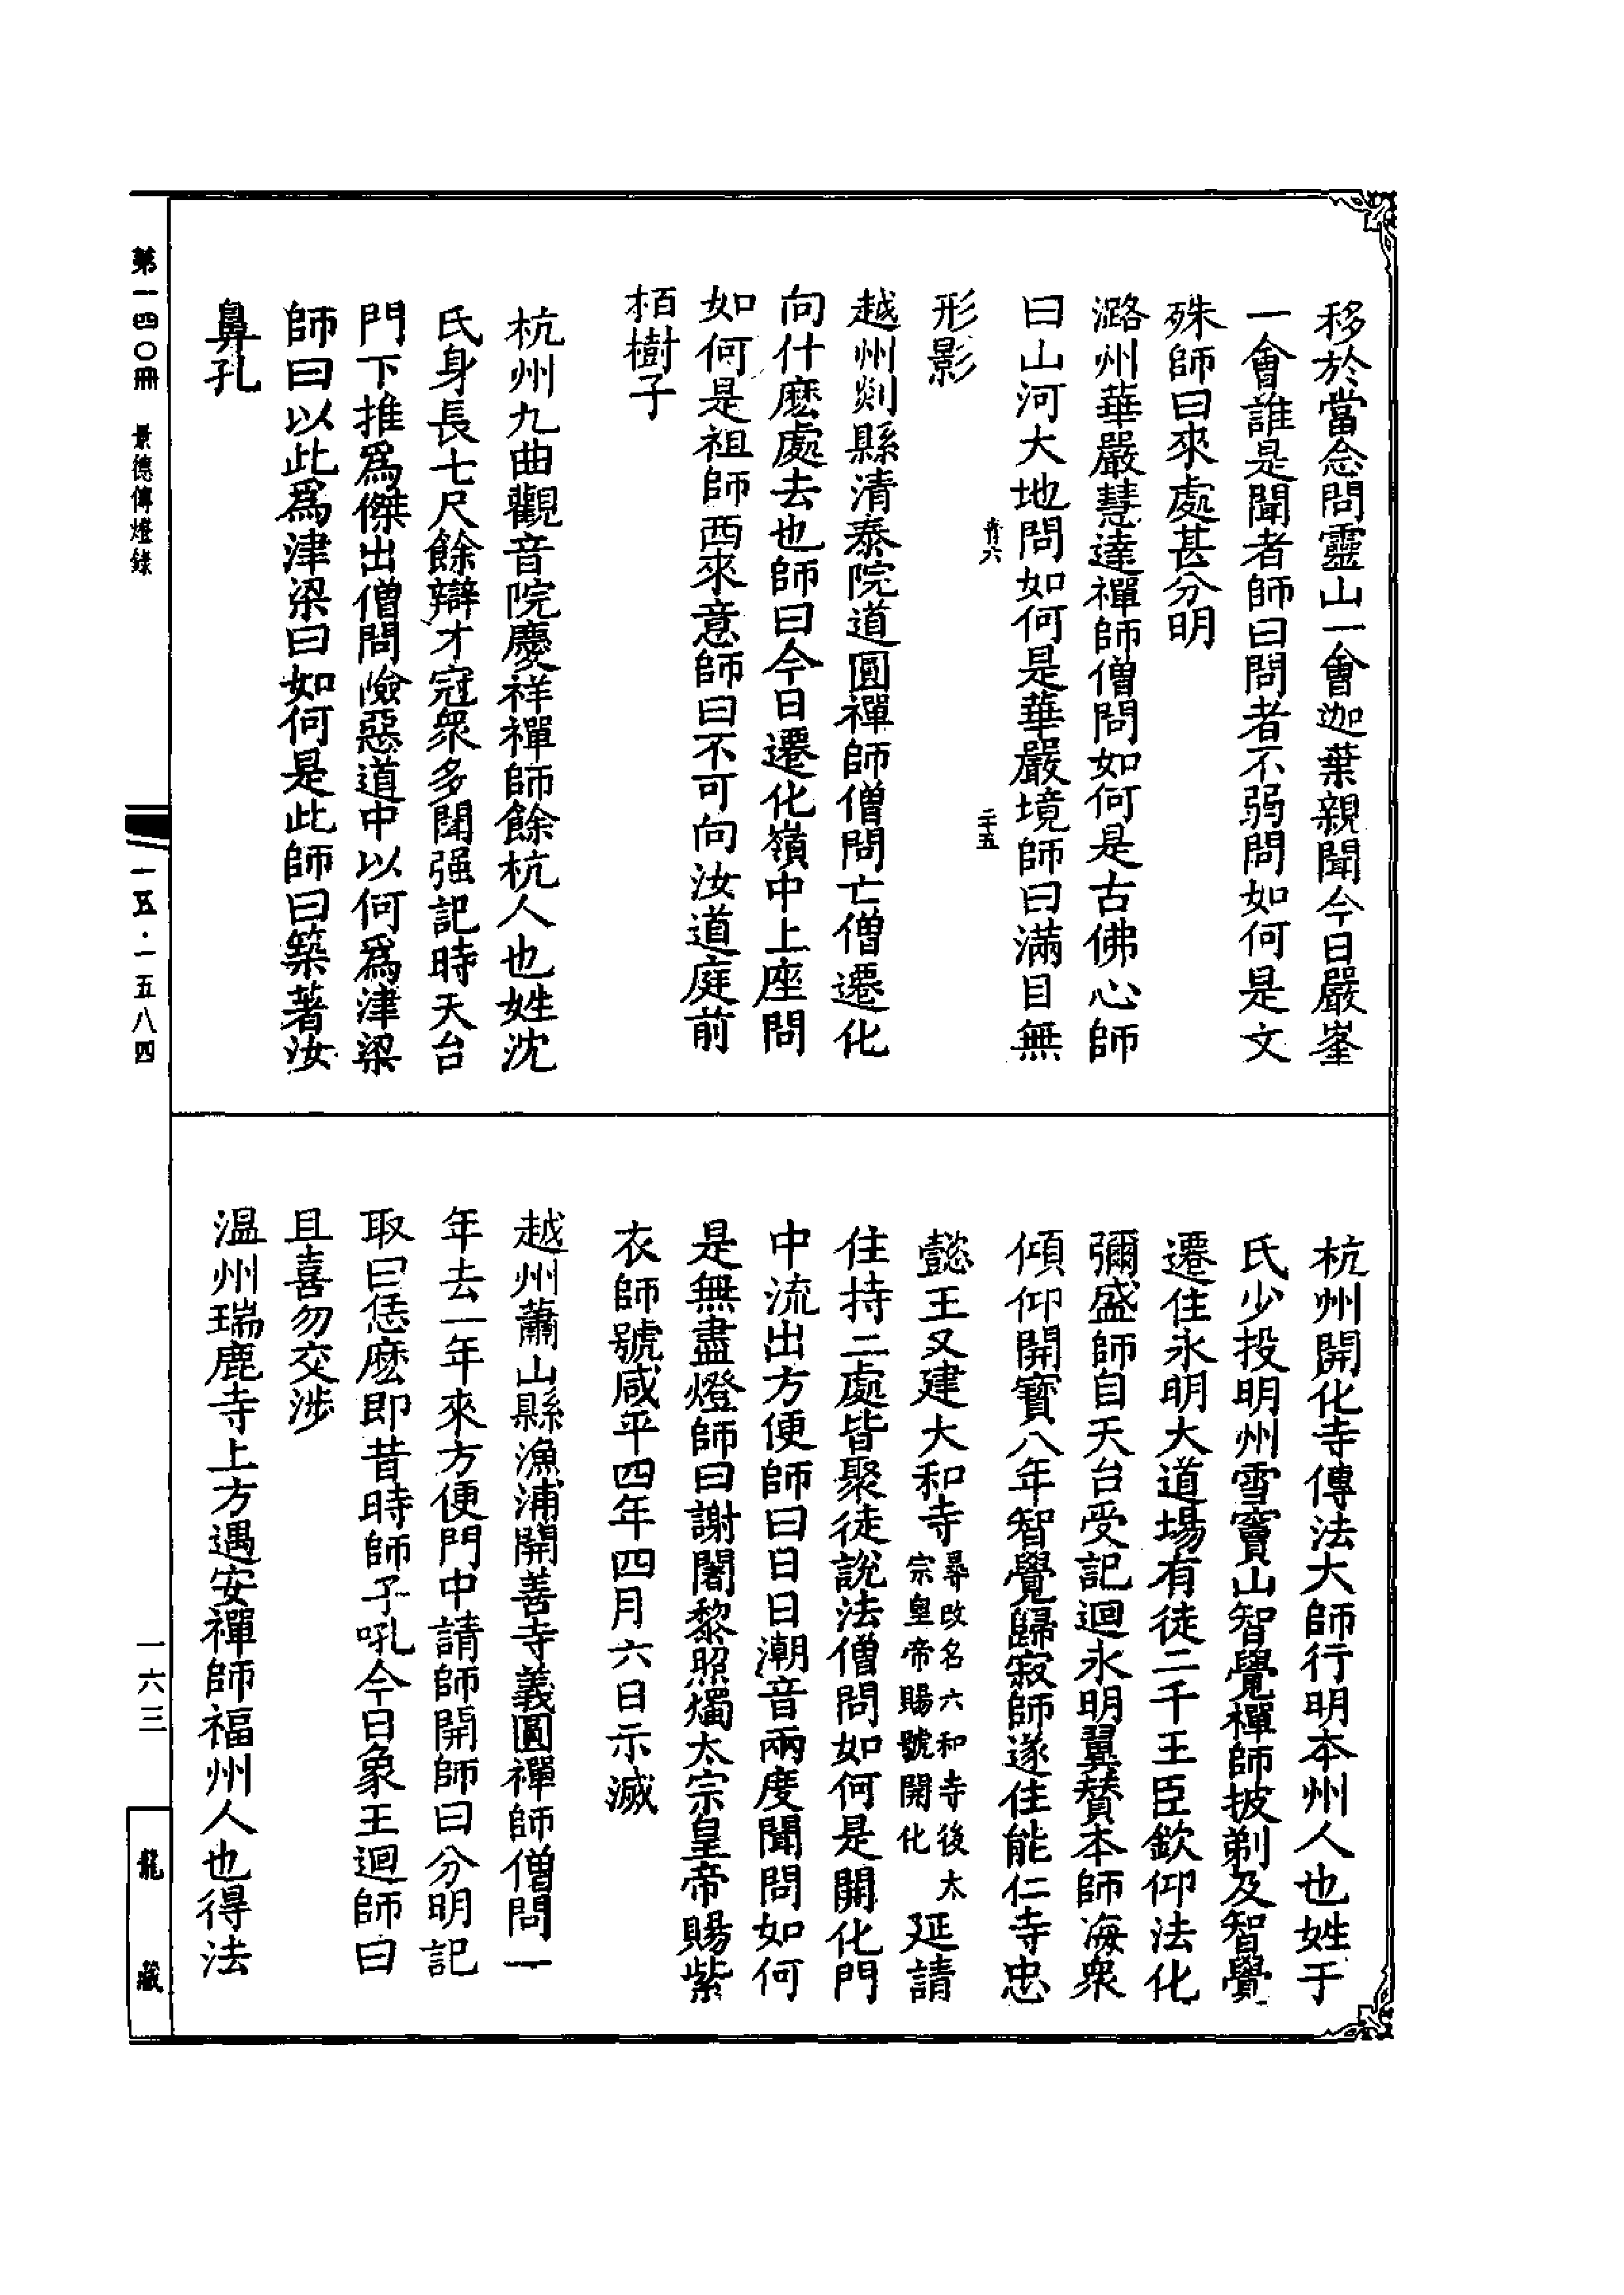 移於當念問靈山一會迦葉親聞今日嚴峯
一會誰是聞者師曰問者不弱問如何是文
殊師曰來處甚分明
潞州華嚴慧達禪師僧問如何是古佛心師
曰山河大地問如何是華嚴境師曰滿目無
形影
越州剡縣清泰院道圓禪師僧問亡僧遷化
向什麽處去也師曰今日遷化嶺中上座問
如何是祖師西來意師曰不可向汝道庭前
栢樹子
杭州九曲觀音院慶祥禪師餘杭人也姓沈
氏身長七尺餘辯才冠衆多聞强記時天台
門下推爲傑出僧問險惡道中以何爲津梁
師曰以此爲津梁曰如何是此師曰築著汝
鼻孔
杭州開化寺傳法大師行明本州人也姓于
氏少投明州雪竇山智覺禪師披剃及智覺
遷住永明大道場有徒二千王臣欽仰法化
彌盛師自天台受記迴永明翼贊本師海衆
傾仰開寶八年智覺歸寂師遂住能仁寺忠
懿王又建大和寺尋改名六和寺後太宗皇帝賜號開化延請
住持二處皆聚徒說法僧問如何是開化門
中流出方便師曰日日潮音兩度聞問如何
是無盡燈師曰謝闍黎照燭太宗皇帝賜紫
衣師號咸平四年四月六日示滅
越州蕭山縣漁浦開善寺義圓禪師僧問一
年去一年來方便門中請師開師曰分明記
取曰恁麽即昔時師子吼今日象王迴師曰
且喜勿交涉
温州瑞鹿寺上方遇安禪師福州人也得法
第一四〇冊 景德傳燈錄
一五·一五八四
一六三
龍藏